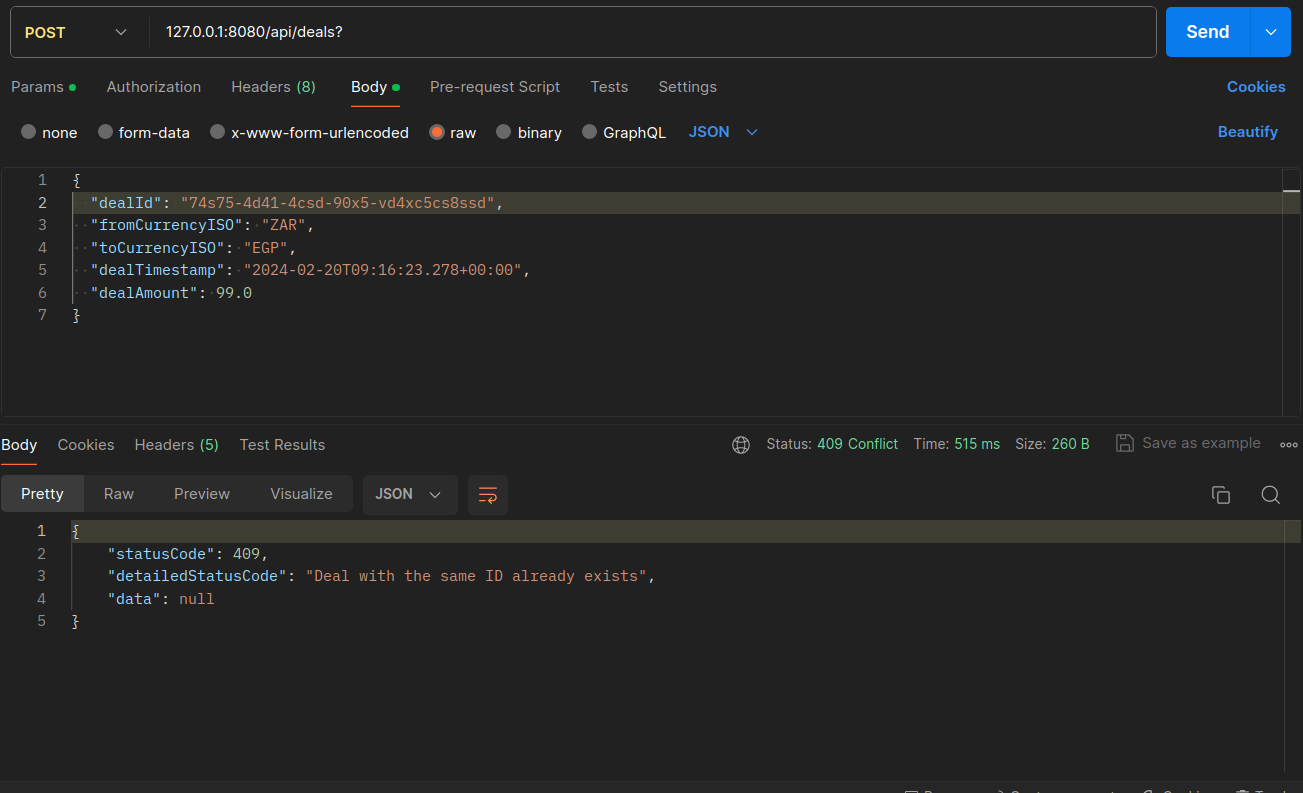 POST 127.0.0.1:8080/api/deals? Send
Params Authorization Headers (8) Body Pre-request Script Tests Settings Cookies
none form-data x-www-form-urlencoded raw binary GraphQL JSON Beautify
1 {
2 "dealId": "74s75-4d41-4csd-90x5-vd4xc5cs8ssd",
3 "fromCurrencyISO": "ZAR",
4 "toCurrencyISO": "EGP",
5 "dealTimestamp": "2024-02-20T09:16:23.278+00:00",
6 "dealAmount": 99.0
7 }
Body Cookies Headers (5) Test Results Status: 409 Conflict Time: 515 ms Size: 260 B Save as example
Pretty Raw Preview Visualize JSON
1 {
2 "statusCode": 409,
3 "detailedStatusCode": "Deal with the same ID already exists",
4 "data": null
5 }